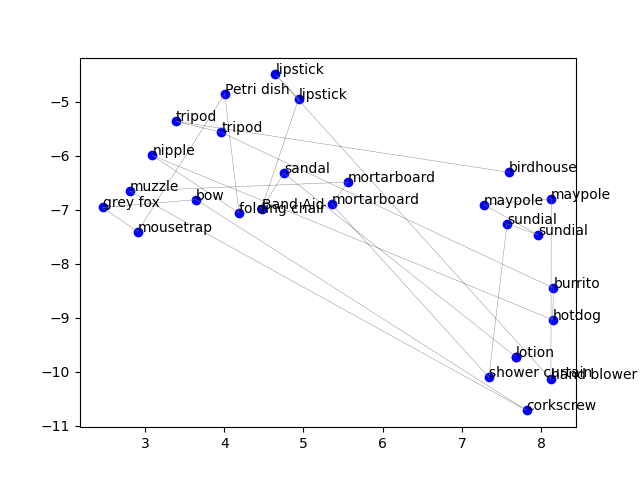 lipstick
Petri dish
lipstick
tripod
tripod
nipple
birdhouse
sandal
mortarboard
muzzle
bow
maypole
maypole
grey fox
mortarboard
Band Aid
folding chair
sundial
sundial
mousetrap
burrito
hotdog
lotion
shower curtain
hand blower
corkscrew
−5
−6
−7
−8
−9
−10
−11
3 4 5 6 7 8